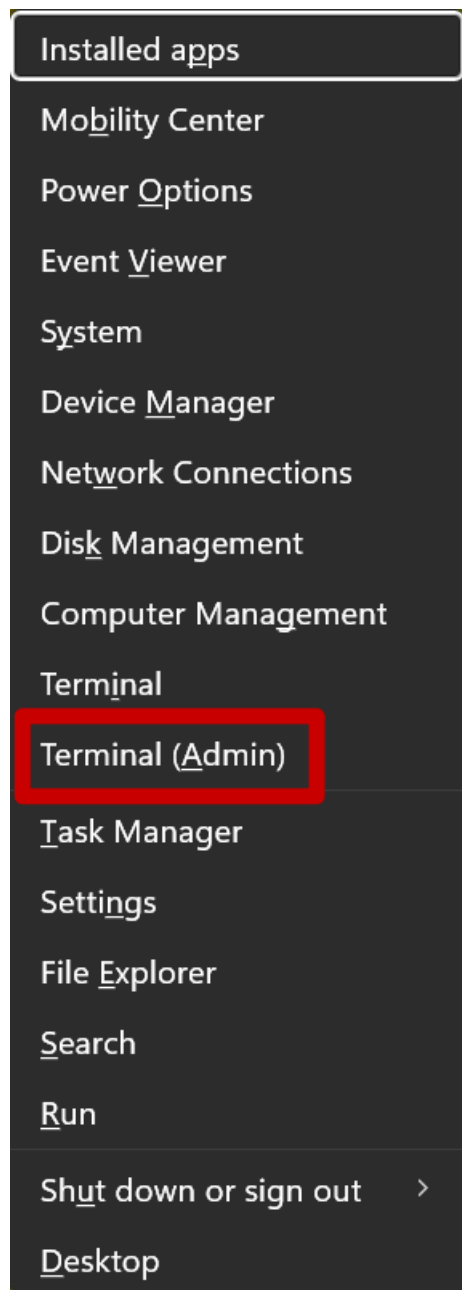 Installed apps
Mobility Center
Power Options
Event Viewer
System
Device Manager
Network Connections
Disk Management
Computer Management
Terminal
Terminal (Admin)
Task Manager
Settings
File Explorer
Search
Run
Shut down or sign out
Desktop